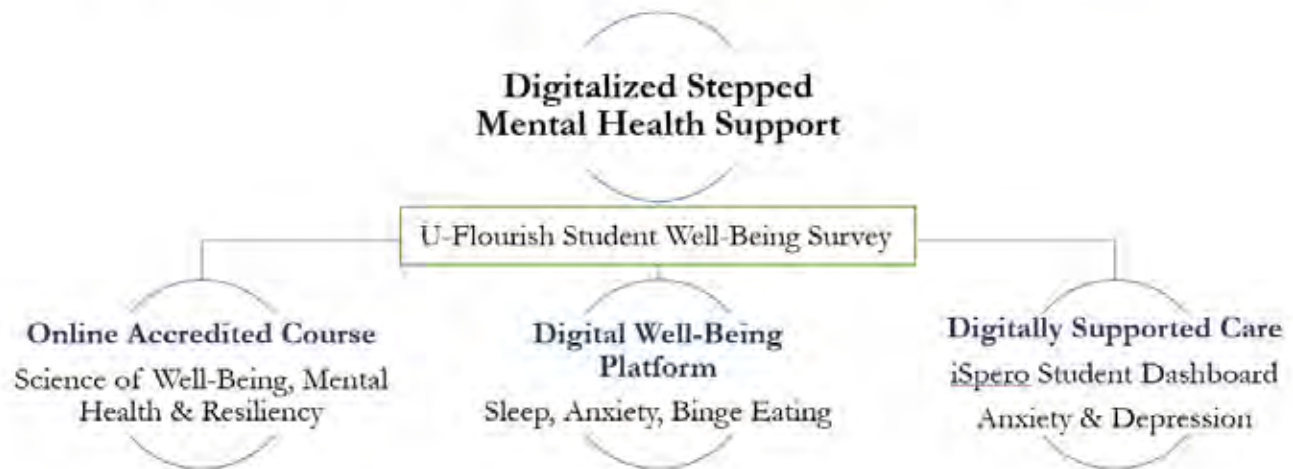 Digitalized Stepped
Mental Health Support
U-Flourish Student Well-Being Survey
Online Accredited Course
Science of Well-Being, Mental
Health & Resiliency
Digital Well-Being
Platform
Sleep, Anxiety, Binge Eating
Digitally Supported Care
iSpero Student Dashboard
Anxiety & Depression